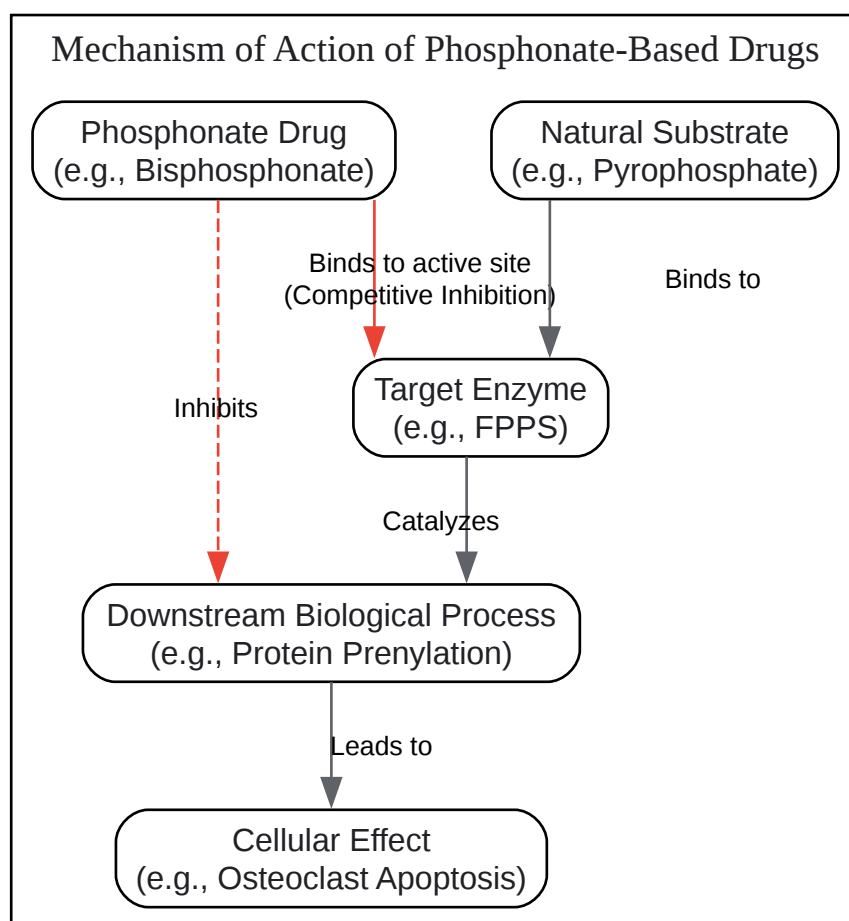 Mechanism of Action of Phosphonate-Based Drugs
Phosphonate Drug
(e.g., Bisphosphonate)
Natural Substrate
(e.g., Pyrophosphate)
Binds to active site
(Competitive Inhibition)
Binds to
Target Enzyme
(e.g., FPPS)
Inhibits
Catalyzes
Downstream Biological Process
(e.g., Protein Prenylation)
Leads to
Cellular Effect
(e.g., Osteoclast Apoptosis)